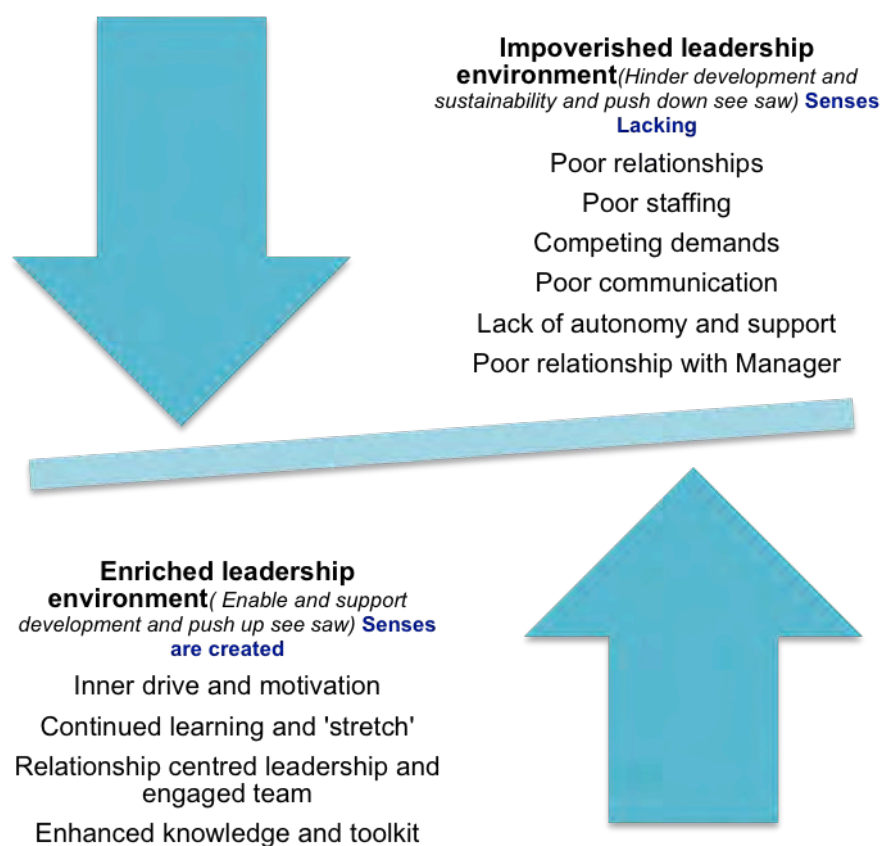 Impoverished leadership
environment(Hinder development and
sustainability and push down see saw) Senses
Lacking
Poor relationships
Poor staffing
Competing demands
Poor communication
Lack of autonomy and support
Poor relationship with Manager
Enriched leadership
environment( Enable and support
development and push up see saw) Senses
are created
Inner drive and motivation
Continued learning and 'stretch'
Relationship centred leadership and
engaged team
Enhanced knowledge and toolkit